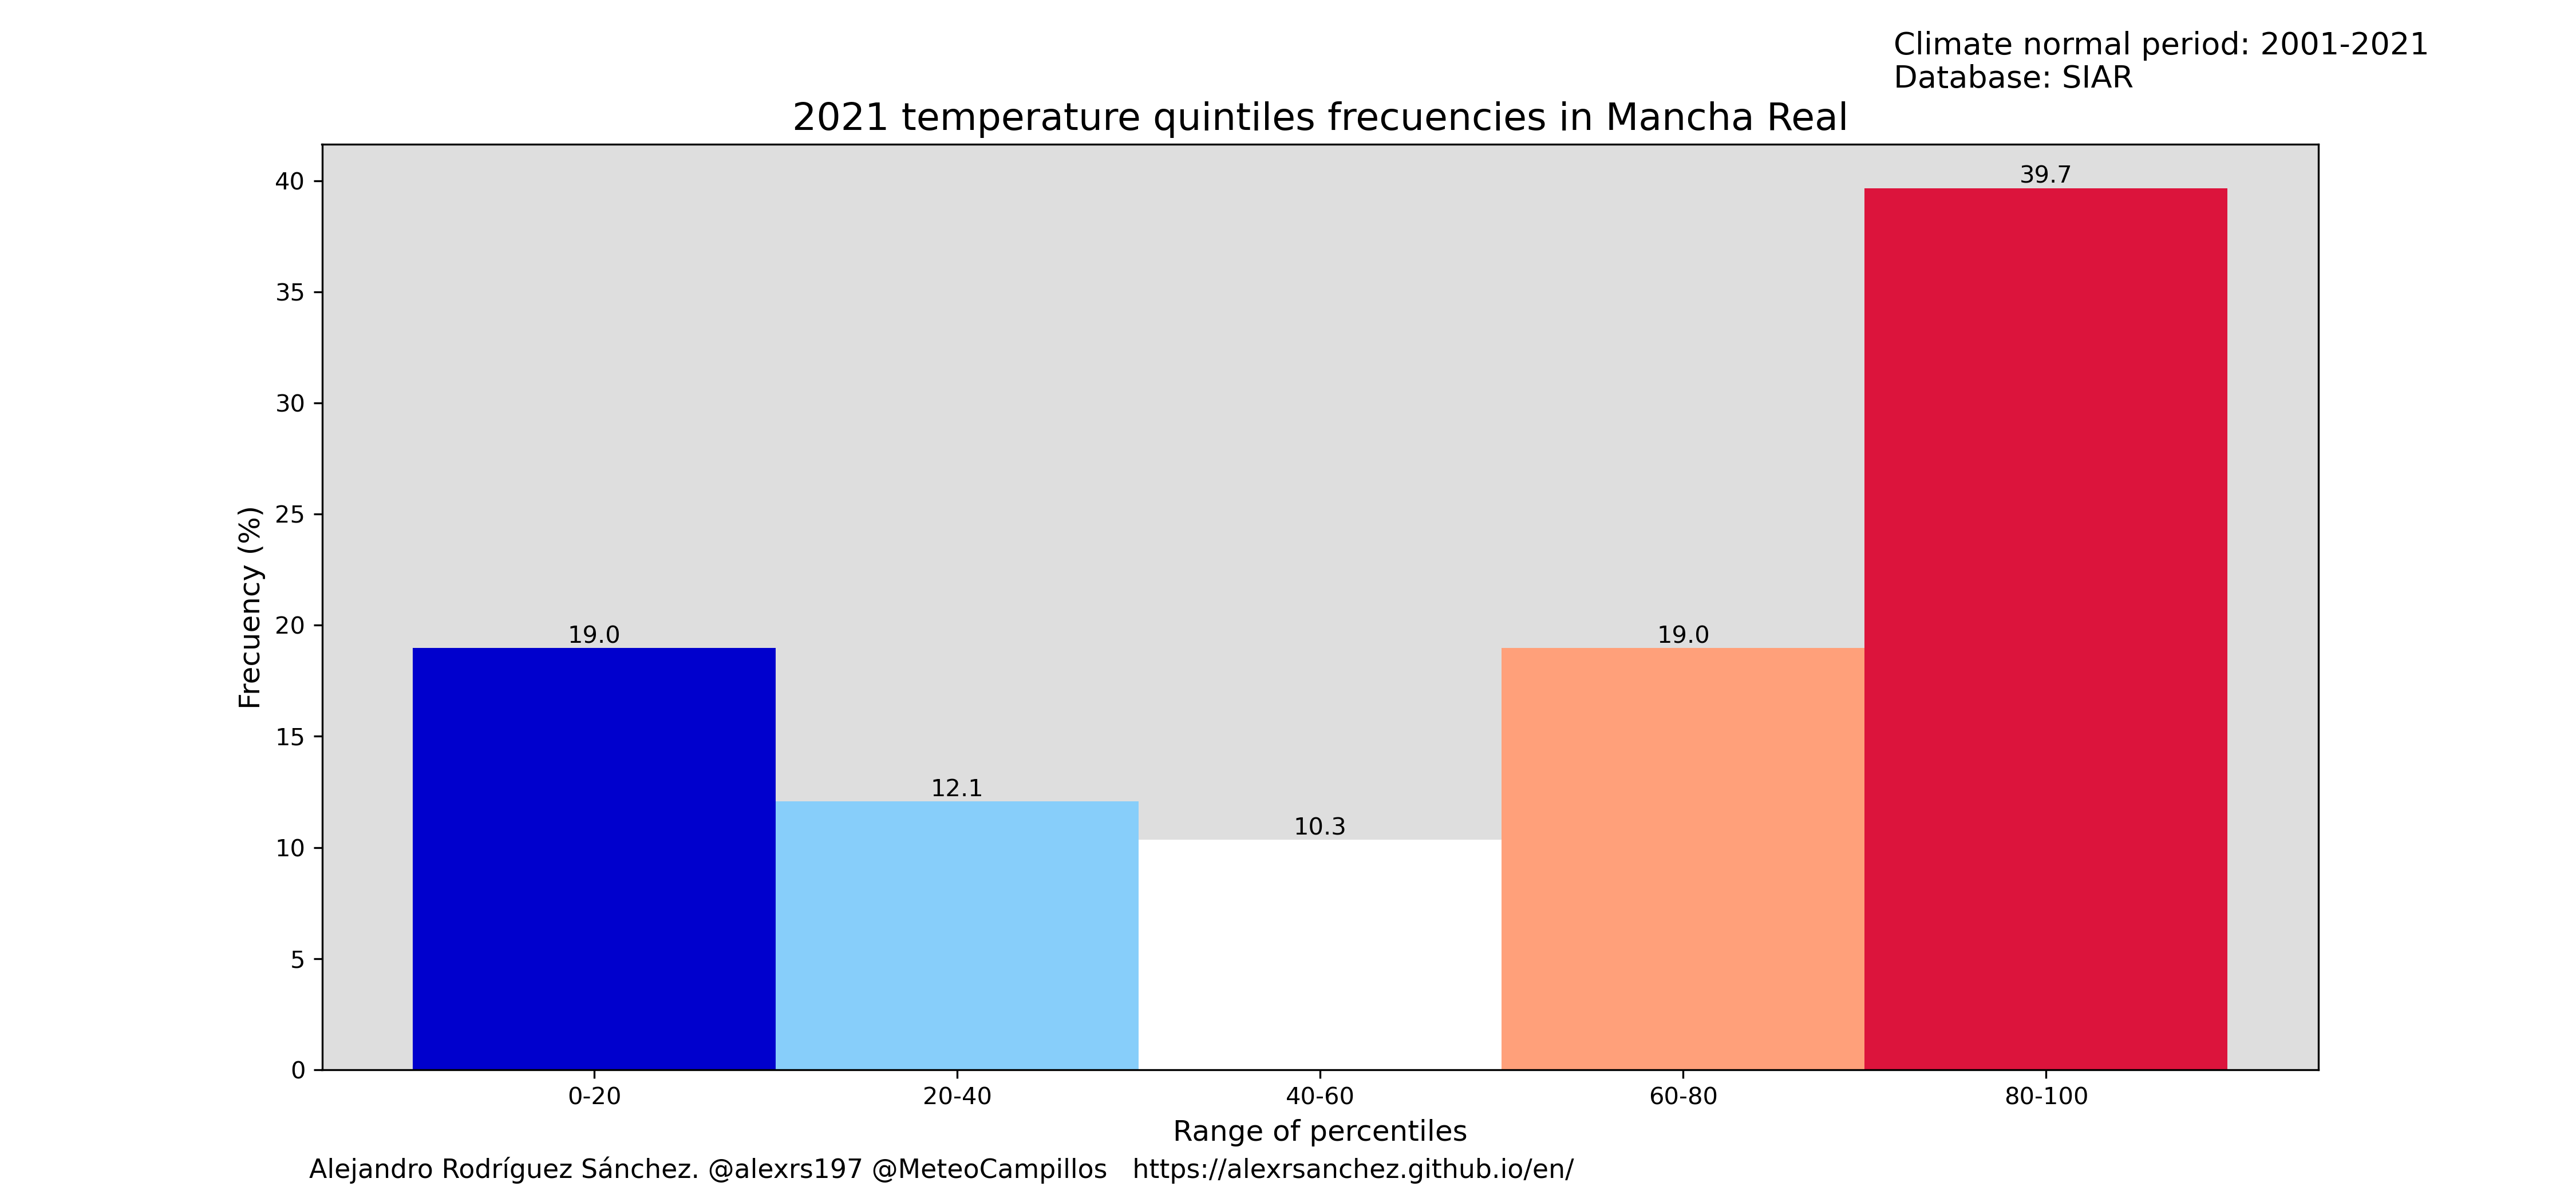 Climate normal period: 2001-2021
Database: SIAR
2021 temperature quintiles frecuencies in Mancha Real
40
35
30
25
20
15
10
5
0
Frecuency (%)
19.0
12.1
10.3
19.0
39.7
0-20 20-40 40-60 60-80 80-100
Range of percentiles
Alejandro Rodríguez Sánchez. @alexrs197 @MeteoCampillos https://alexrsanchez.github.io/en/